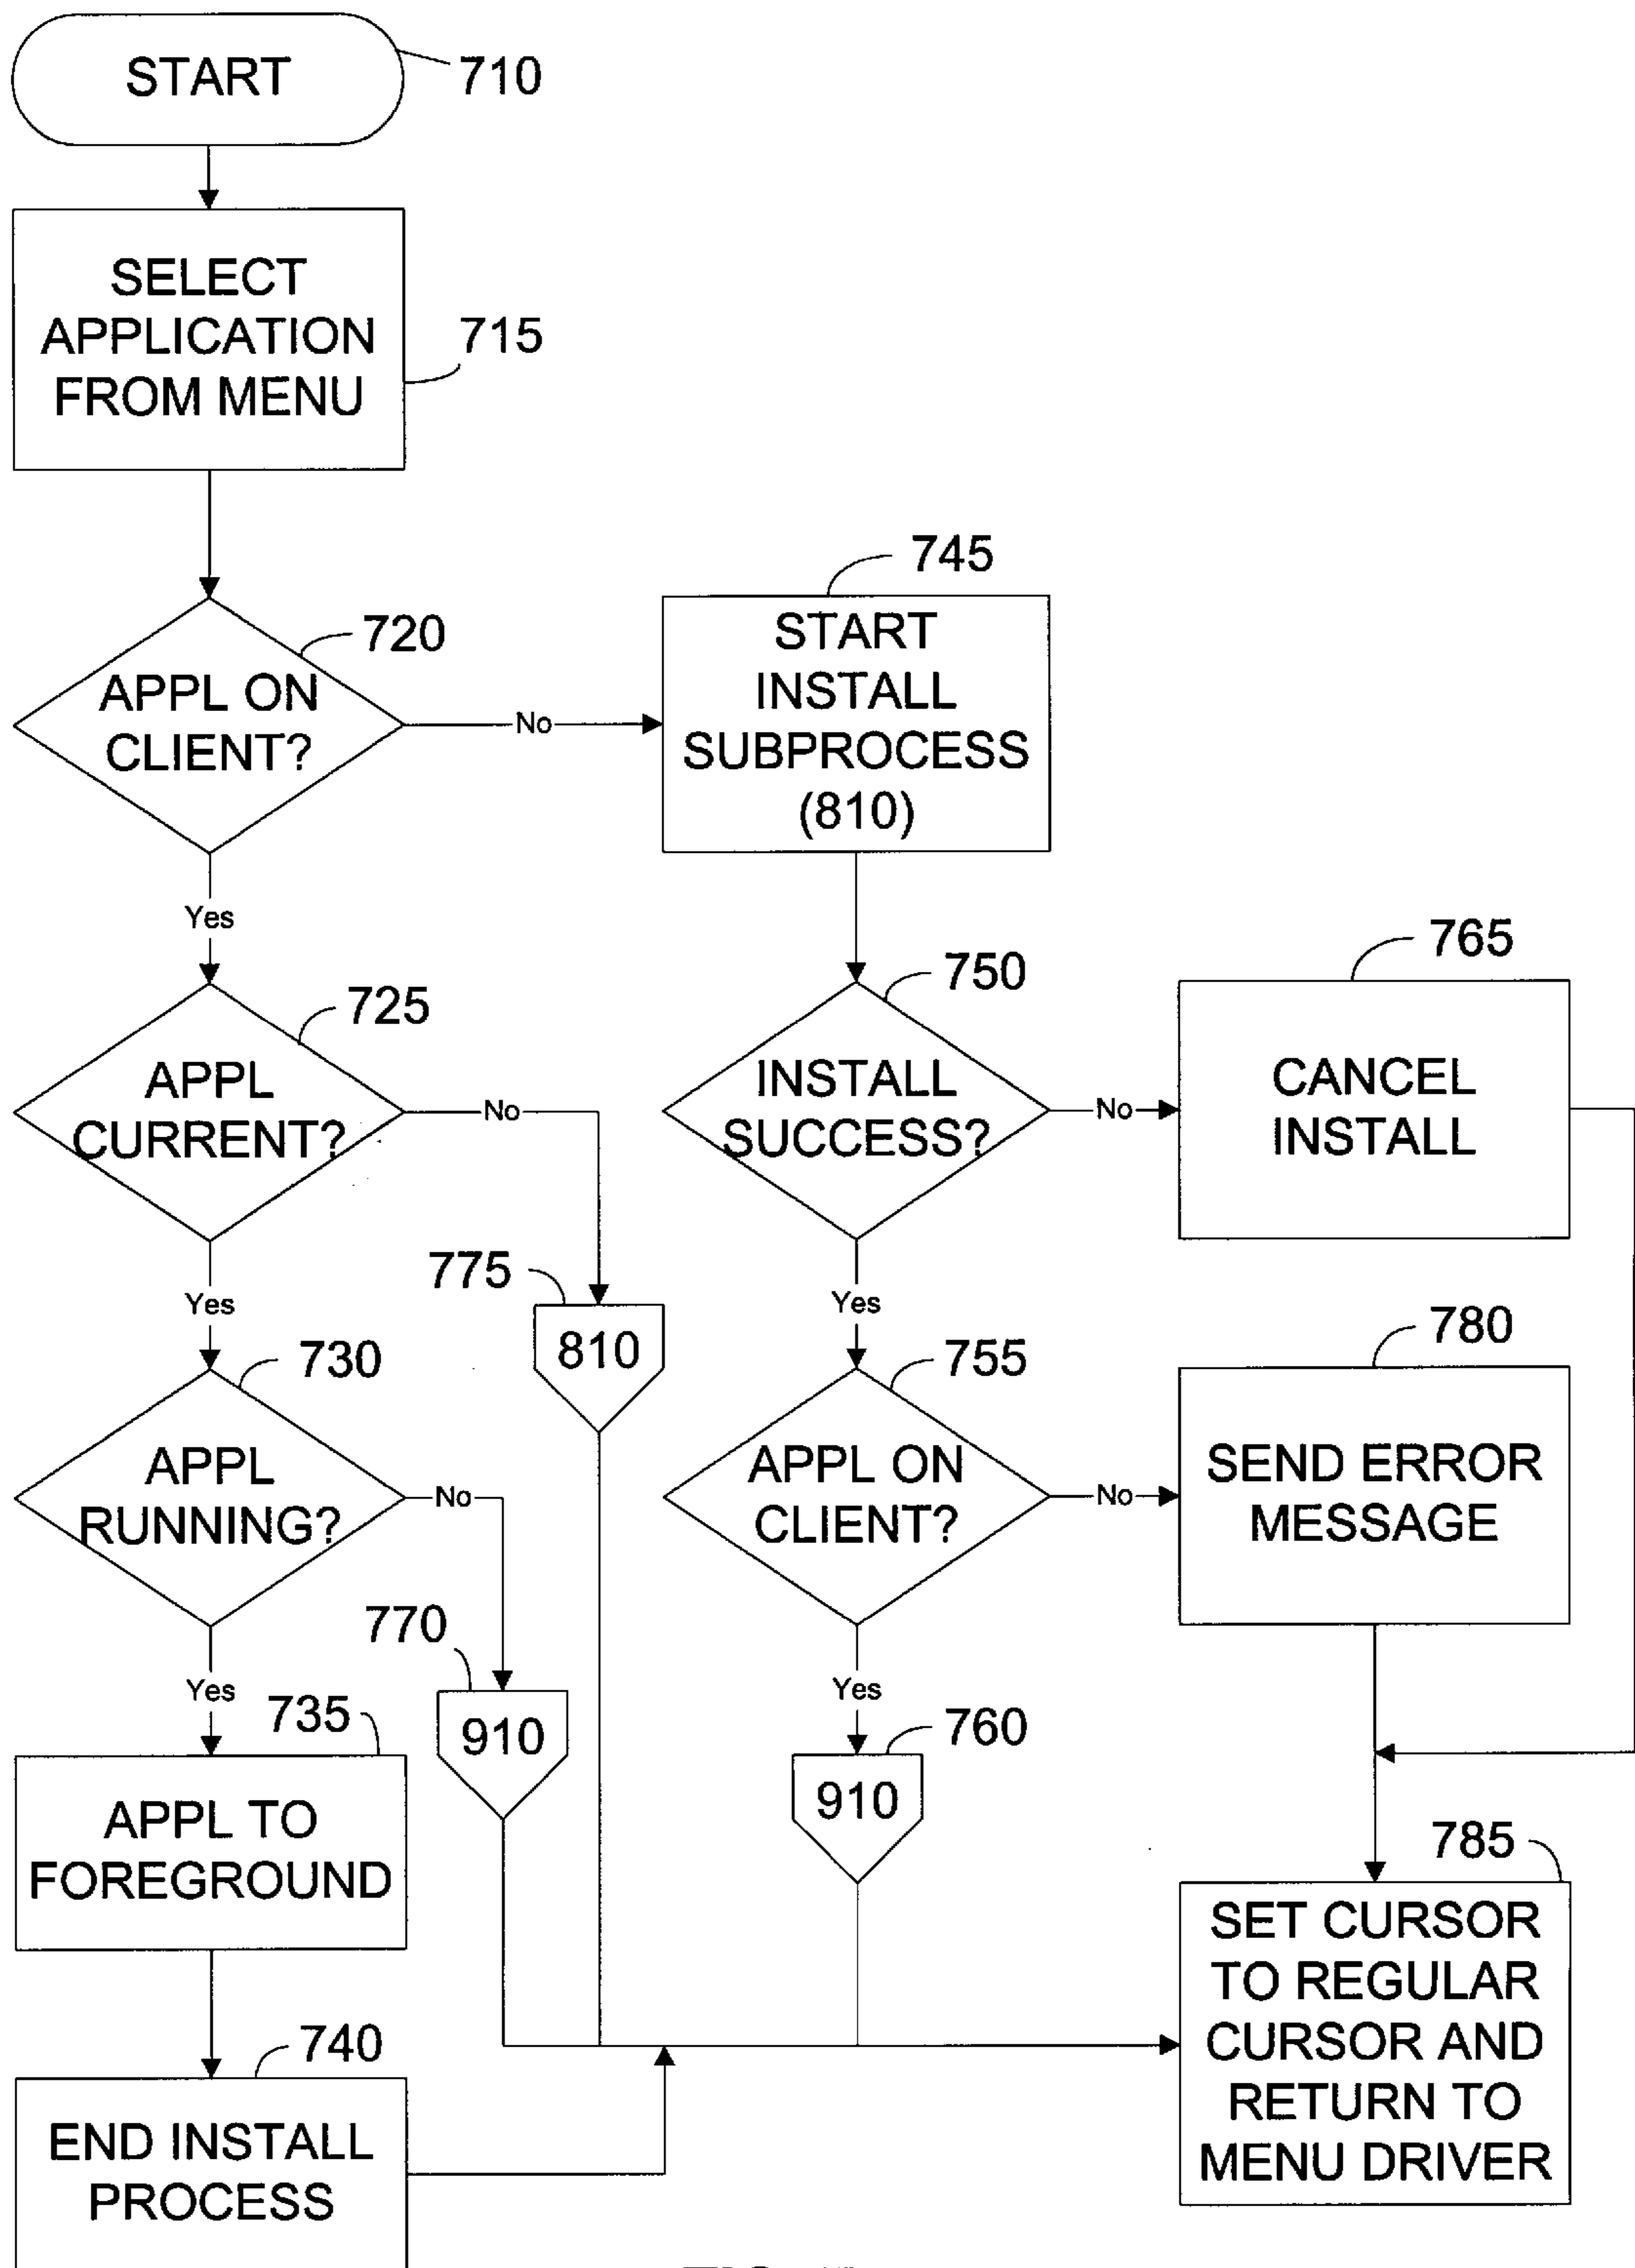 START
710
SELECT
APPLICATION
FROM MENU
715
720
APPL ON
CLIENT?
No
Yes
745
START
INSTALL
SUBPROCESS
(810)
725
APPL
CURRENT?
No
Yes
750
INSTALL
SUCCESS?
No
Yes
765
CANCEL
INSTALL
775
810
730
APPL
RUNNING?
No
Yes
755
APPL ON
CLIENT?
No
Yes
780
SEND ERROR
MESSAGE
770
910
760
910
735
APPL TO
FOREGROUND
785
SET CURSOR
TO REGULAR
CURSOR AND
RETURN TO
MENU DRIVER
740
END INSTALL
PROCESS